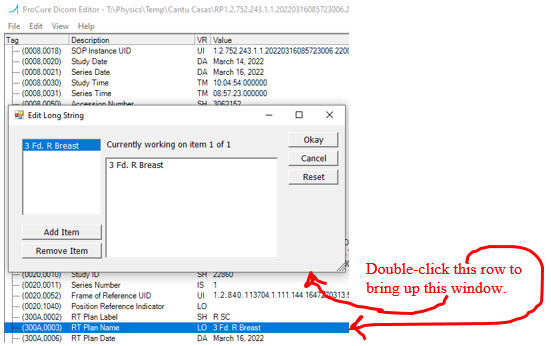 ProCure Dicom Editor - T:\Physics\Temp\Cantu Casas\RP1.2.752.243.1.1.20220316085723006.2
File Edit View Help
Tag Description VR Value
(0008,0018) SOP Instance UID UI 1.2.752.243.1.1.20220316085723006.2200
(0008,0020) Study Date DA March 14, 2022
(0008,0021) Series Date DA March 16, 2022
(0008,0030) Study Time TM 10:04:54.000000
(0008,0031) Series Time TM 08:57:23.000000
(0008,0050) Accession Number SH 3062152
Edit Long String
3 Fd. R Breast
Currently working on item 1 of 1
3 Fd. R Breast
Okay
Cancel
Reset
Add Item
Remove Item
(0020,0010) Study ID SH 22860
(0020,0011) Series Number IS 1
(0020,0052) Frame of Reference UID UI 1.2.840.113704.1.111.144.1647270313.5
(0020,1040) Position Reference Indicator LO
(300A,0002) RT Plan Label SH R SC
(300A,0003) RT Plan Name LO 3 Fd. R Breast
(300A,0006) RT Plan Date DA March 16, 2022
Double-click this row to
bring up this window.